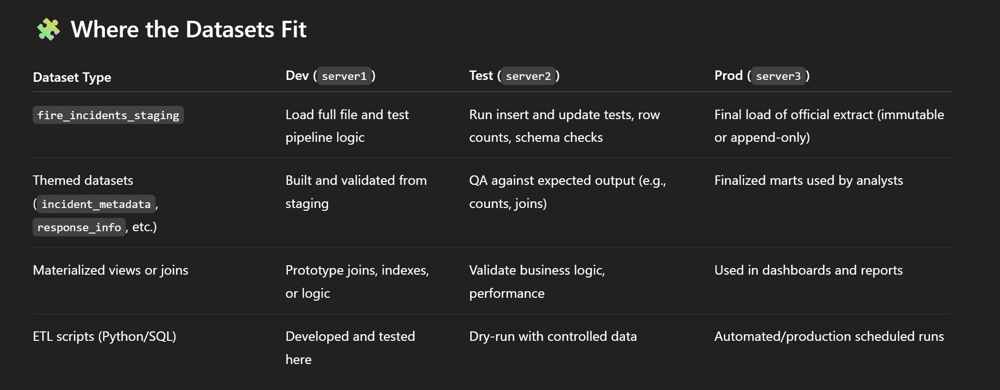 🧩 Where the Datasets Fit
Dataset Type
Dev (server1)
Test (server2)
Prod (server3)
fire_incidents_staging
Load full file and test
pipeline logic
Run insert and update tests, row
counts, schema checks
Final load of official extract (immutable
or append-only)
Themed datasets
(incident_metadata,
response_info, etc.)
Built and validated from
staging
QA against expected output (e.g.,
counts, joins)
Finalized marts used by analysts
Materialized views or joins
Prototype joins, indexes,
or logic
Validate business logic,
performance
Used in dashboards and reports
ETL scripts (Python/SQL)
Developed and tested
here
Dry-run with controlled data
Automated/production scheduled runs